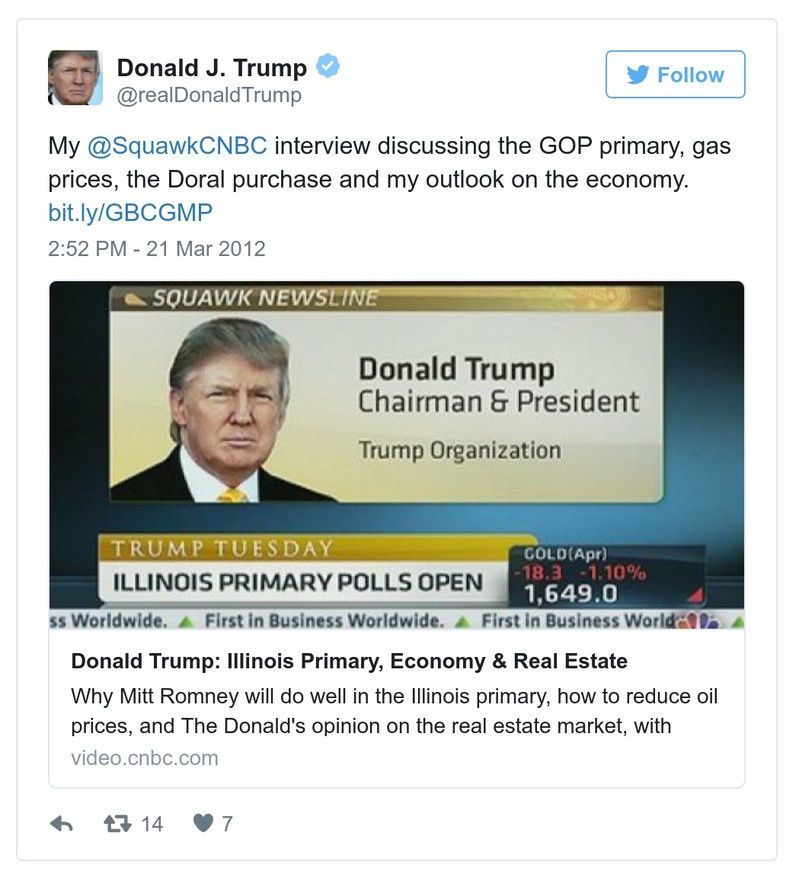 Donald J. Trump
@realDonaldTrump
Follow
My @SquawkCNBC interview discussing the GOP primary, gas
prices, the Doral purchase and my outlook on the economy.
bit.ly/GBCGMP
2:52 PM - 21 Mar 2012
SQUAWK NEWSLINE
Donald Trump
Chairman & President
Trump Organization
TRUMP TUESDAY
ILLINOIS PRIMARY POLLS OPEN
GOLD(Apr)
-18.3 -1.10%
1,649.0
ss Worldwide. First in Business Worldwide. First in Business World
Donald Trump: Illinois Primary, Economy & Real Estate
Why Mitt Romney will do well in the Illinois primary, how to reduce oil
prices, and The Donald's opinion on the real estate market, with
video.cnbc.com
14 7